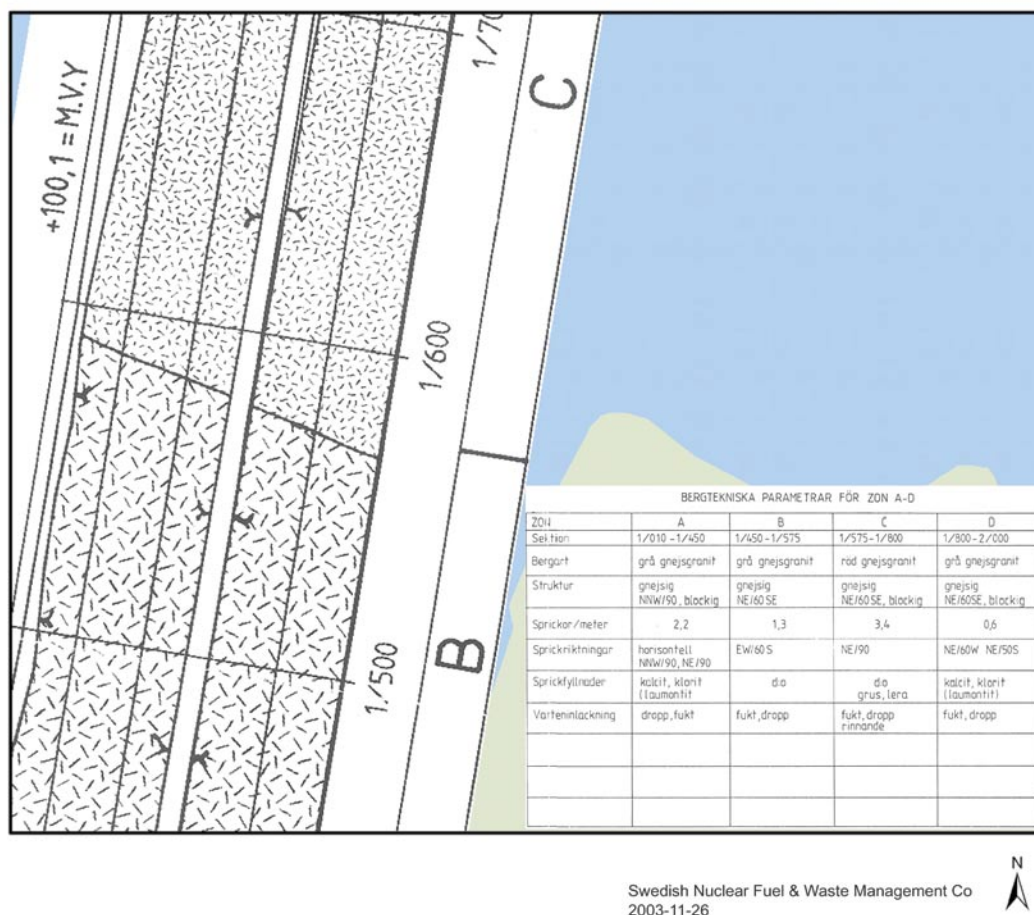 +100,1 = M.V.Y
1/70
C
1/600
B
1/500
BERGTEKNISKA PARAMETRAR FÖR ZON A-D
ZON A B C D
Sektion 1/010 - 1/450 1/450 - 1/575 1/575 - 1/800 1/800 - 2/000
Bergart grå gnejsgranit grå gnejsgranit röd gnejsgranit grå gnejsgranit
Struktur gnejsig gnejsig gnejsig gnejsig
NNW/90, blockig NE/60 SE NE/60SE, blockig NE/60SE, blockig
Sprickor/meter 2,2 1,3 3,4 0,6
Sprickriktningar horisontell EW/60 S NE/90 NE/60W NE/50S
NNW/90, NE/90
Sprickfyllnader kalcit, klorit d.o d.o kalcit, klorit
(laumontit grus, lera (laumontit)
Vatteninläckning dropp, fukt fukt, dropp fukt, dropp fukt, dropp
rinnande
N
Swedish Nuclear Fuel & Waste Management Co
2003-11-26